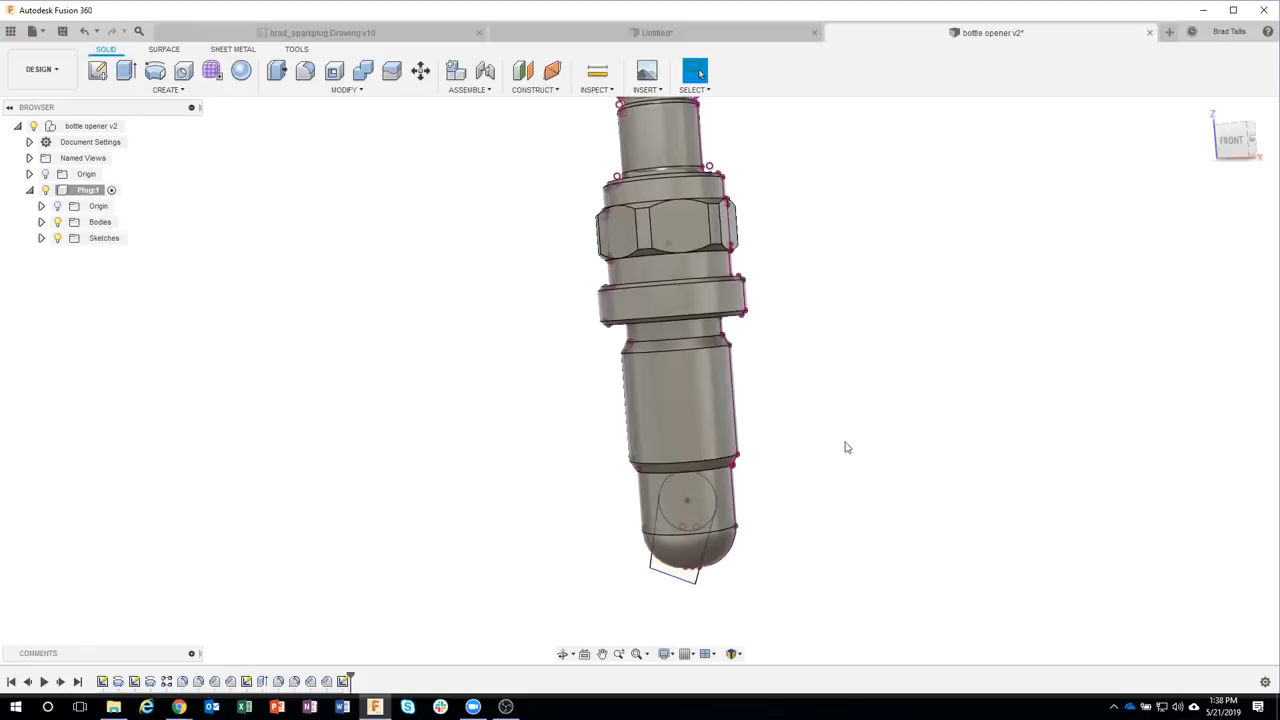 Autodesk Fusion 360
brad_sparkplug Drawing v10
Untitled*
bottle opener v2*
Brad Tallis
DESIGN
SOLID
SURFACE
SHEET METAL
TOOLS
CREATE
MODIFY
ASSEMBLE
CONSTRUCT
INSPECT
INSERT
SELECT
BROWSER
bottle opener v2
Document Settings
Named Views
Origin
Plug:1
Origin
Bodies
Sketches
Z
FRONT
X
COMMENTS
1:38 PM
5/21/2019